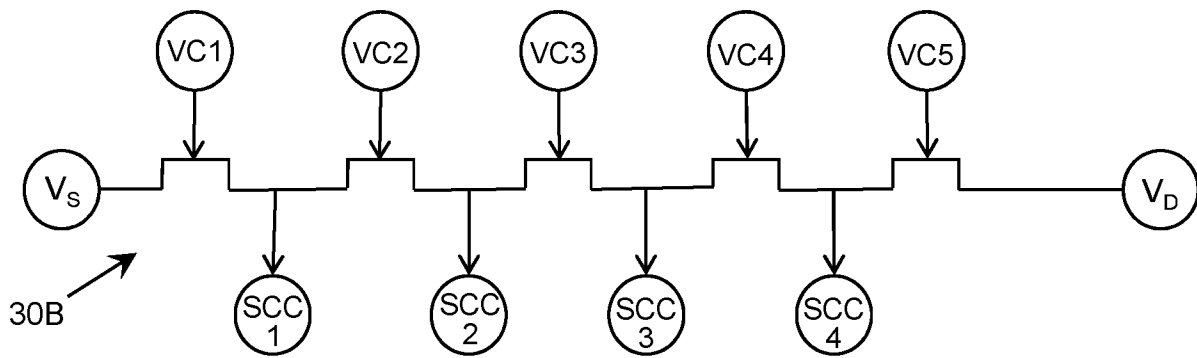 VC1 VC2 VC3 VC4 VC5
VS VD
30B
SCC SCC SCC SCC
1 2 3 4